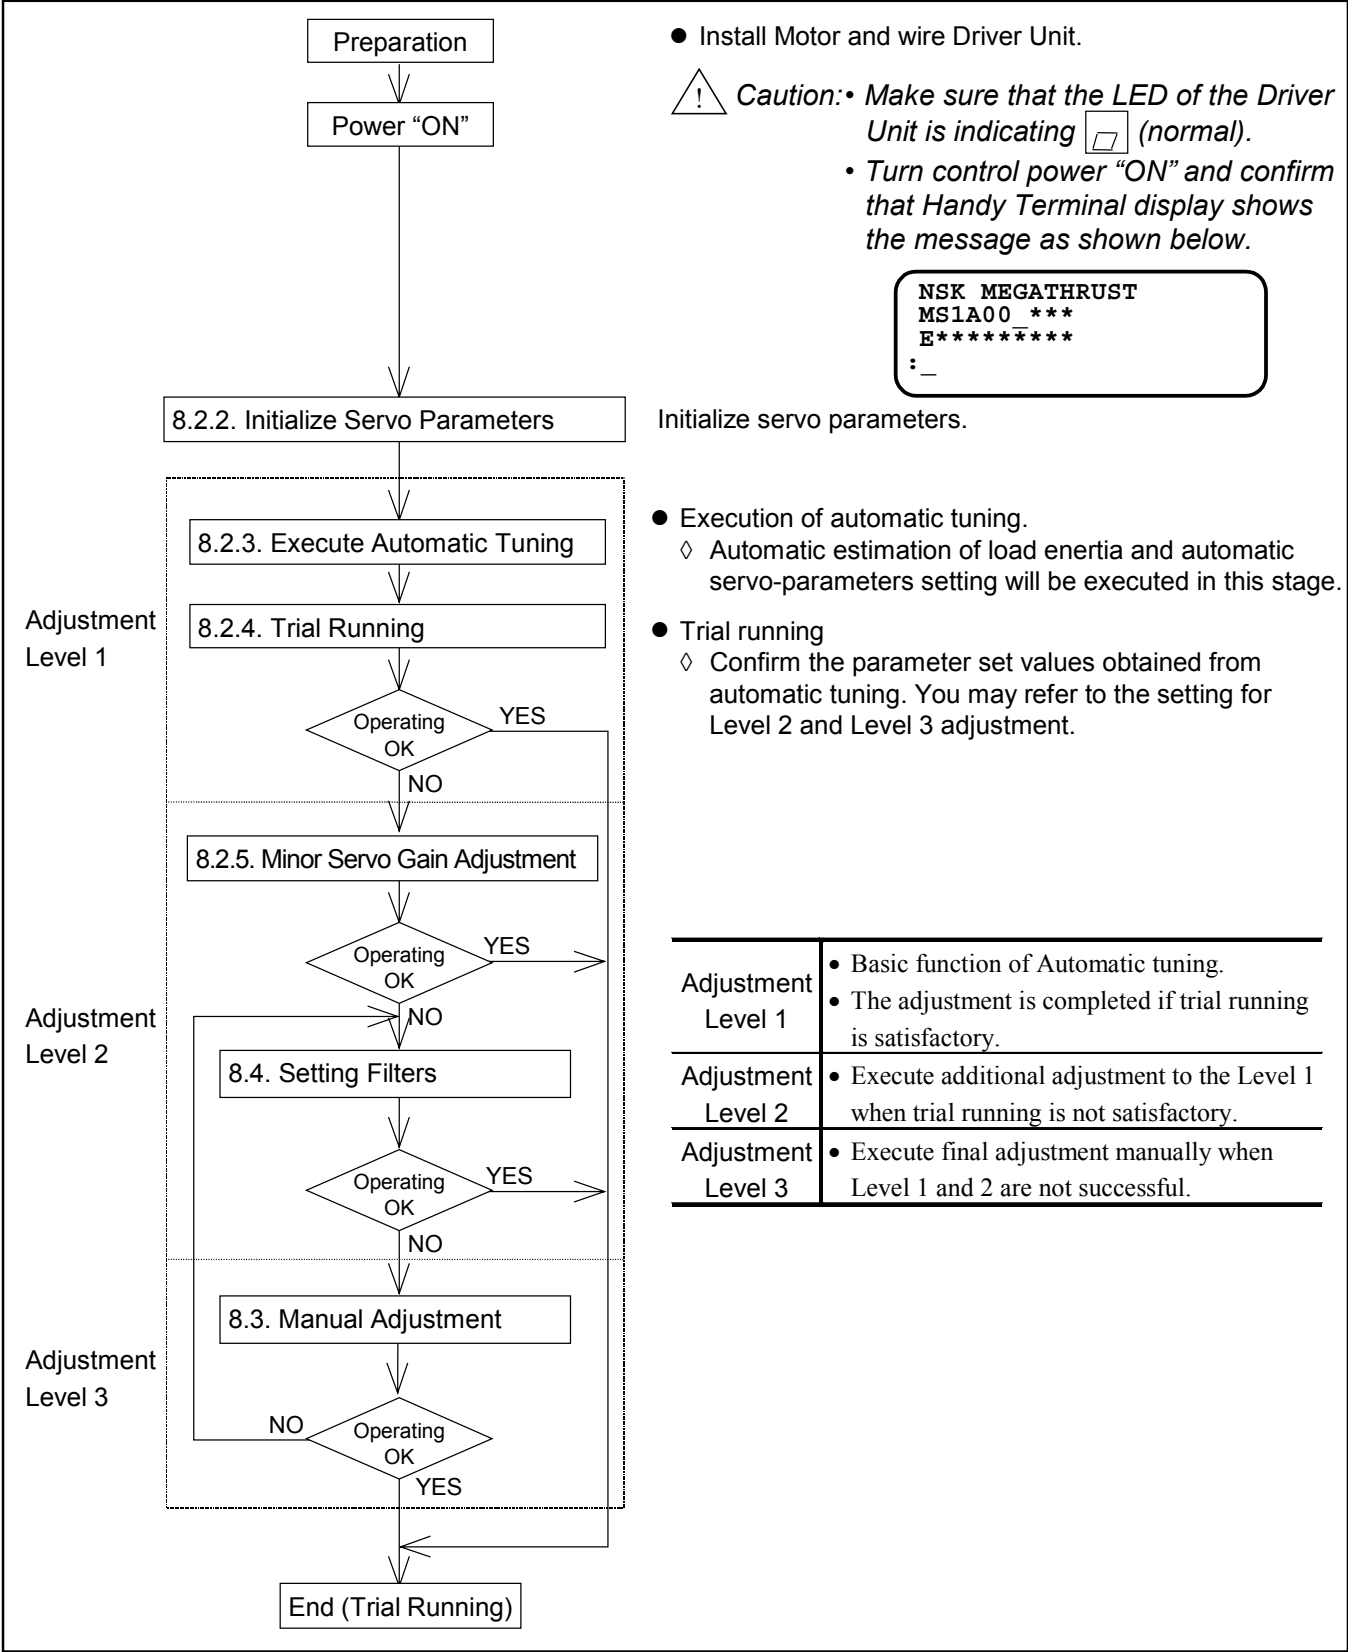 Preparation
Power “ON”
● Install Motor and wire Driver Unit.
! Caution: • Make sure that the LED of the Driver
Unit is indicating (normal).
• Turn control power “ON” and confirm
that Handy Terminal display shows
the message as shown below.
NSK MEGATHRUST
MS1A00_***
E*********
:_
8.2.2. Initialize Servo Parameters
Initialize servo parameters.
Adjustment
Level 1
8.2.3. Execute Automatic Tuning
8.2.4. Trial Running
Operating
OK
YES
NO
● Execution of automatic tuning.
◊ Automatic estimation of load enertia and automatic
servo-parameters setting will be executed in this stage.
● Trial running
◊ Confirm the parameter set values obtained from
automatic tuning. You may refer to the setting for
Level 2 and Level 3 adjustment.
Adjustment
Level 2
8.2.5. Minor Servo Gain Adjustment
Operating
OK
YES
NO
8.4. Setting Filters
Operating
OK
YES
NO
Adjustment
Level 1
• Basic function of Automatic tuning.
• The adjustment is completed if trial running
is satisfactory.
Adjustment
Level 2
• Execute additional adjustment to the Level 1
when trial running is not satisfactory.
Adjustment
Level 3
• Execute final adjustment manually when
Level 1 and 2 are not successful.
Adjustment
Level 3
8.3. Manual Adjustment
NO
Operating
OK
YES
End (Trial Running)